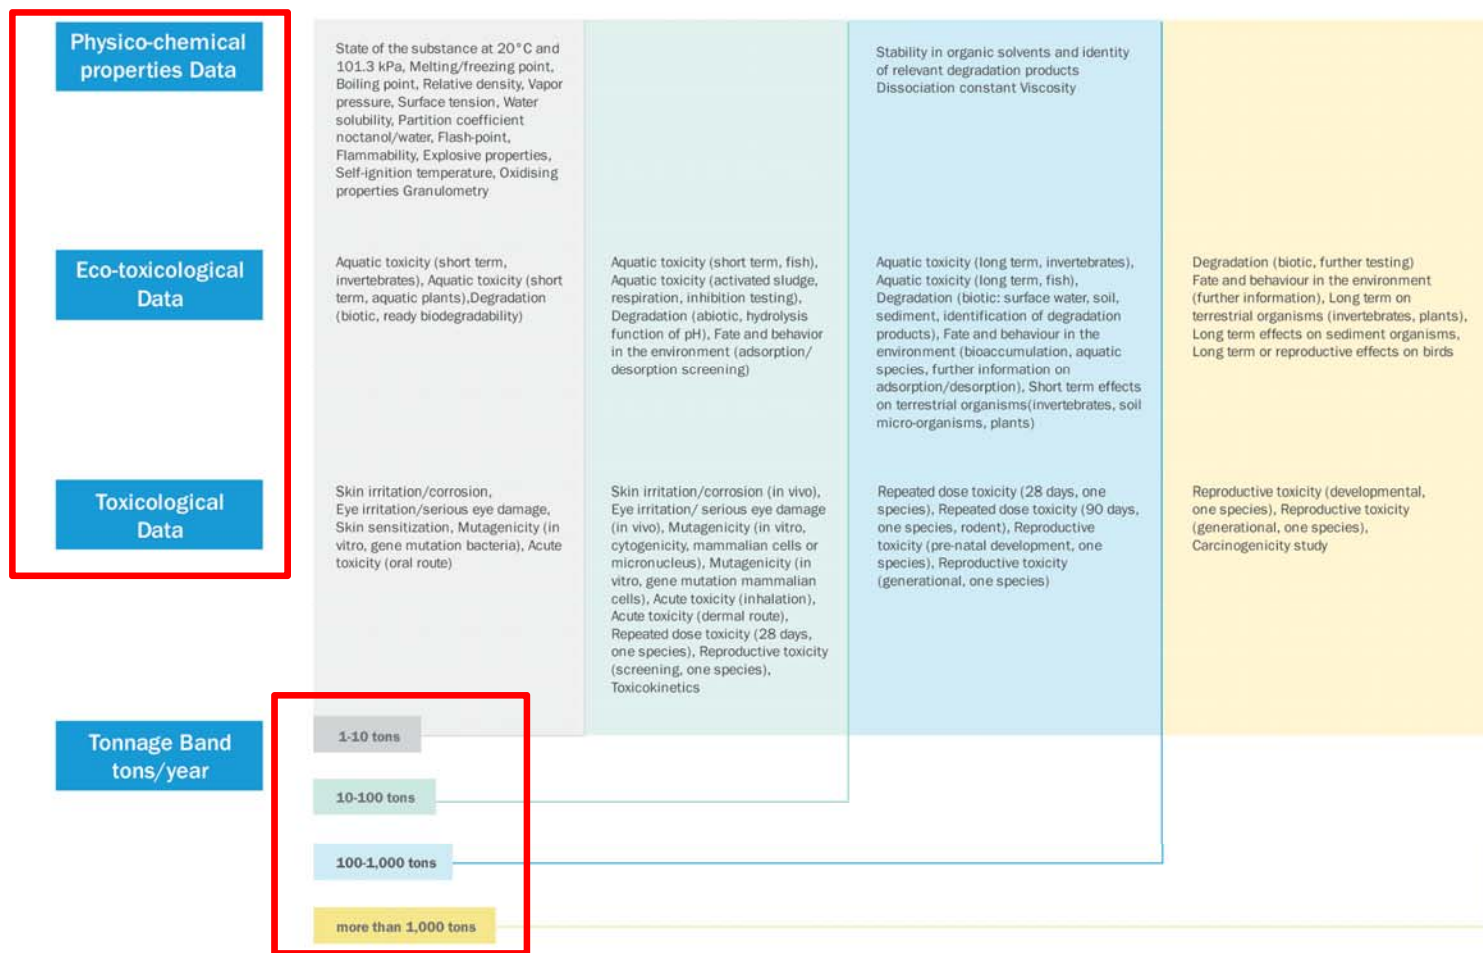 Physico-chemical
properties Data
State of the substance at 20°C and
101.3 kPa, Melting/freezing point,
Boiling point, Relative density, Vapor
pressure, Surface tension, Water
solubility, Partition coefficient
noctanol/water, Flash-point,
Flammability, Explosive properties,
Self-ignition temperature, Oxidising
properties Granulometry
Stability in organic solvents and identity
of relevant degradation products
Dissociation constant Viscosity
Eco-toxicological
Data
Aquatic toxicity (short term,
invertebrates), Aquatic toxicity (short
term, aquatic plants),Degradation
(biotic, ready biodegradability)
Aquatic toxicity (short term, fish),
Aquatic toxicity (activated sludge,
respiration, inhibition testing),
Degradation (abiotic, hydrolysis
function of pH), Fate and behavior
in the environment (adsorption/
desorption screening)
Aquatic toxicity (long term, invertebrates),
Aquatic toxicity (long term, fish),
Degradation (biotic: surface water, soil,
sediment, identification of degradation
products), Fate and behaviour in the
environment (bioaccumulation, aquatic
species, further information on
adsorption/desorption), Short term effects
on terrestrial organisms(invertebrates, soil
micro-organisms, plants)
Degradation (biotic, further testing)
Fate and behaviour in the environment
(further information), Long term on
terrestrial organisms (invertebrates, plants),
Long term effects on sediment organisms,
Long term or reproductive effects on birds
Toxicological
Data
Skin irritation/corrosion,
Eye irritation/serious eye damage,
Skin sensitization, Mutagenicity (in
vitro, gene mutation bacteria), Acute
toxicity (oral route)
Skin irritation/corrosion (in vivo),
Eye irritation/ serious eye damage
(in vivo), Mutagenicity (in vitro,
cytogenicity, mammalian cells or
micronucleus), Mutagenicity (in
vitro, gene mutation mammalian
cells), Acute toxicity (inhalation),
Acute toxicity (dermal route),
Repeated dose toxicity (28 days,
one species), Reproductive toxicity
(screening, one species),
Toxicokinetics
Repeated dose toxicity (28 days, one
species), Repeated dose toxicity (90 days,
one species, rodent), Reproductive
toxicity (pre-natal development, one
species), Reproductive toxicity
(generational, one species)
Reproductive toxicity (developmental,
one species), Reproductive toxicity
(generational, one species),
Carcinogenicity study
Tonnage Band
tons/year
1-10 tons
10-100 tons
100-1,000 tons
more than 1,000 tons